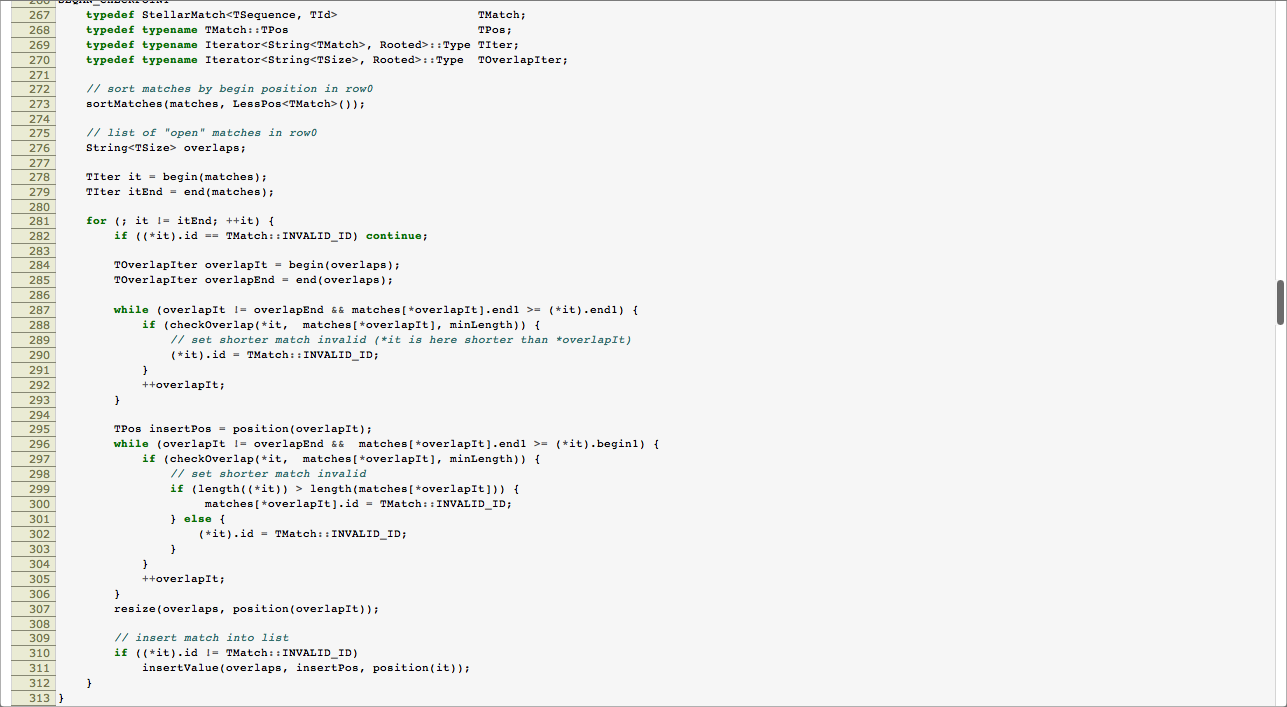 267 typedef StellarMatch<TSequence, TId> TMatch;
268 typedef typename TMatch::TPos TPos;
269 typedef typename Iterator<String<TMatch>, Rooted>::Type TIter;
270 typedef typename Iterator<String<TSize>, Rooted>::Type TOverlapIter;
271
272 // sort matches by begin position in row0
273 sortMatches(matches, LessPos<TMatch>());
274
275 // list of "open" matches in row0
276 String<TSize> overlaps;
277
278 TIter it = begin(matches);
279 TIter itEnd = end(matches);
280
281 for (; it != itEnd; ++it) {
282 if ((*it).id == TMatch::INVALID_ID) continue;
283
284 TOverlapIter overlapIt = begin(overlaps);
285 TOverlapIter overlapEnd = end(overlaps);
286
287 while (overlapIt != overlapEnd && matches[*overlapIt].end1 >= (*it).end1) {
288 if (checkOverlap(*it, matches[*overlapIt], minLength)) {
289 // set shorter match invalid (*it is here shorter than *overlapIt)
290 (*it).id = TMatch::INVALID_ID;
291 }
292 ++overlapIt;
293 }
294
295 TPos insertPos = position(overlapIt);
296 while (overlapIt != overlapEnd && matches[*overlapIt].end1 >= (*it).begin1) {
297 if (checkOverlap(*it, matches[*overlapIt], minLength)) {
298 // set shorter match invalid
299 if (length((*it)) > length(matches[*overlapIt])) {
300 matches[*overlapIt].id = TMatch::INVALID_ID;
301 } else {
302 (*it).id = TMatch::INVALID_ID;
303 }
304 }
305 ++overlapIt;
306 }
307 resize(overlaps, position(overlapIt));
308
309 // insert match into list
310 if ((*it).id != TMatch::INVALID_ID)
311 insertValue(overlaps, insertPos, position(it));
312 }
313 }